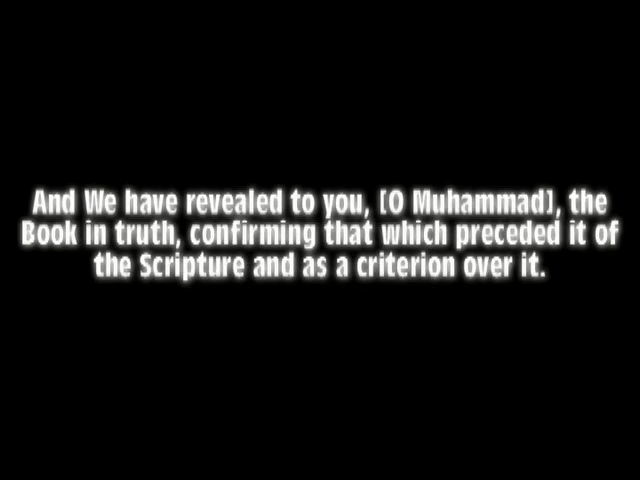 And We have revealed to you, [O Muhammad], the
Book in truth, confirming that which preceded it of
the Scripture and as a criterion over it.